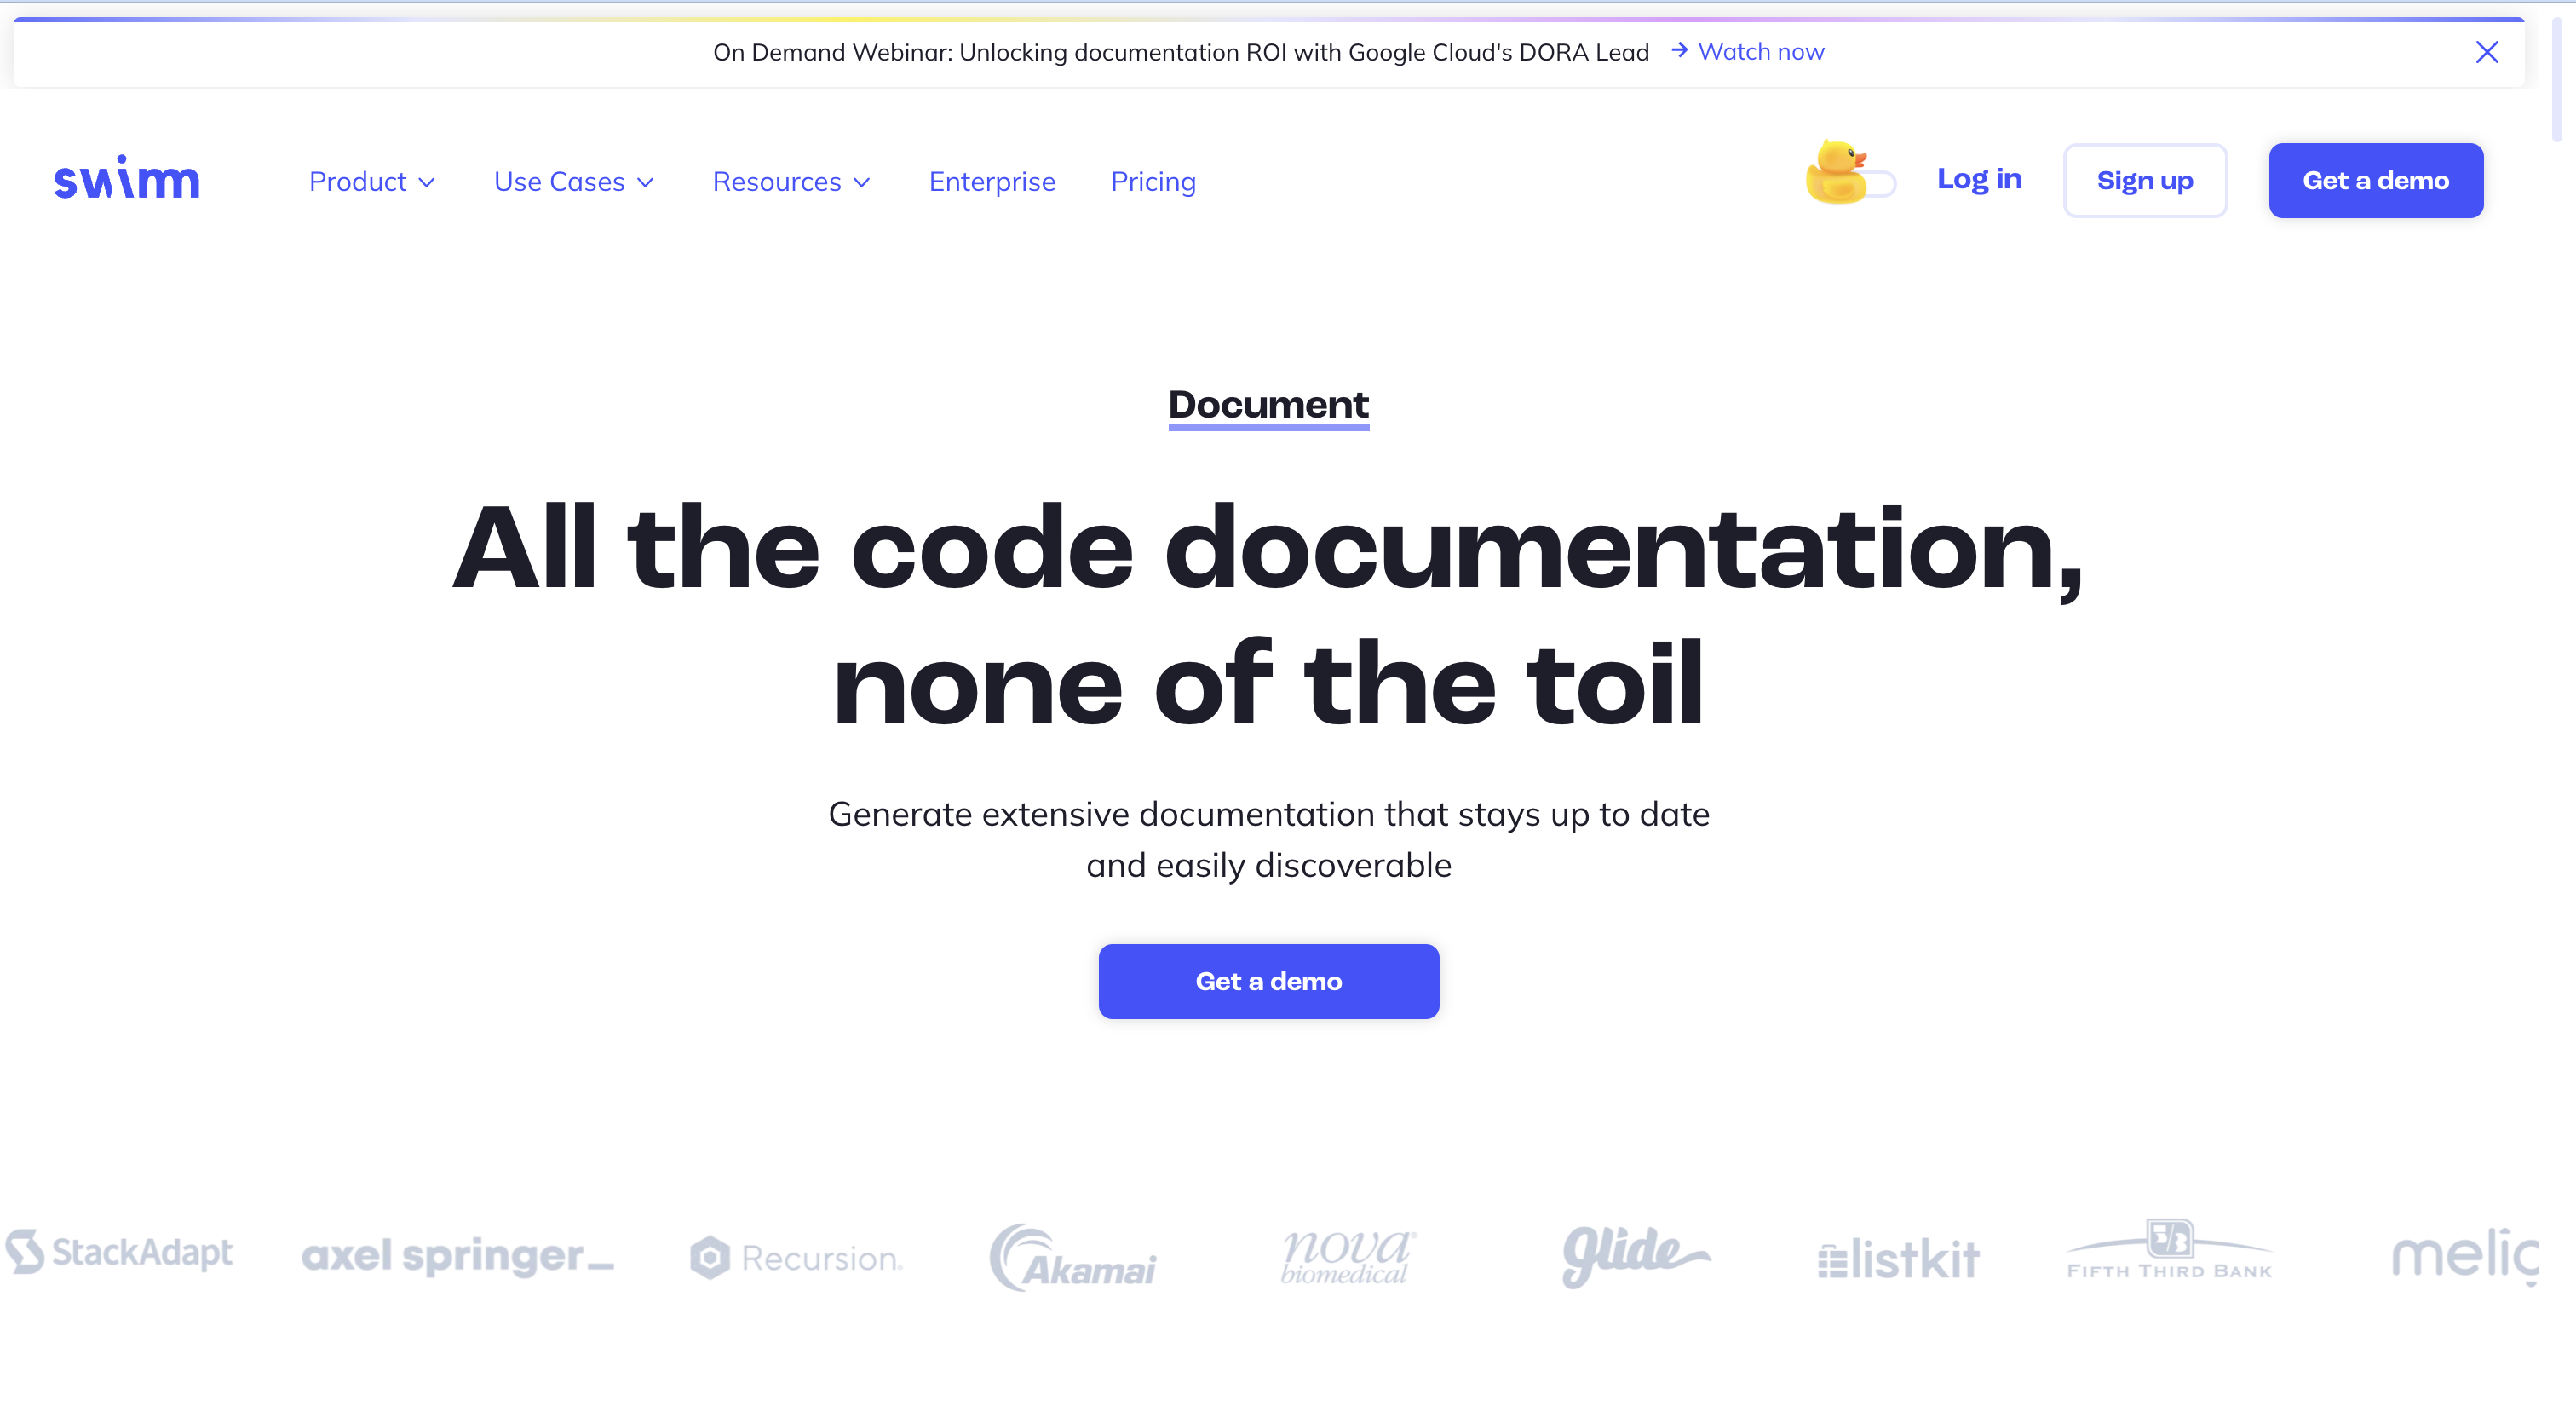 On Demand Webinar: Unlocking documentation ROI with Google Cloud's DORA Lead → Watch now
swimm Product Use Cases Resources Enterprise Pricing Log in Sign up Get a demo
Document
All the code documentation,
none of the toil
Generate extensive documentation that stays up to date
and easily discoverable
Get a demo
StackAdapt axel springer_ Recursion. Akamai nova biomedical® glide listkit FIFTH THIRD BANK